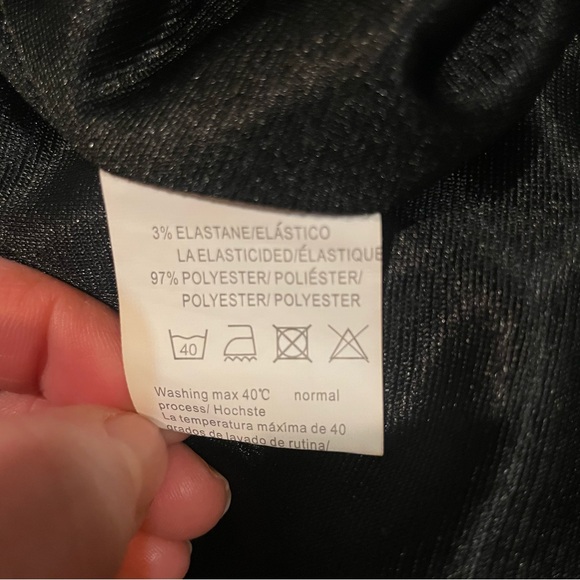 3% ELASTANE/ELÁSTICO
LA ELASTICIDED/ÉLASTIQUE
97% POLYESTER/ POLIÉSTER/
POLYESTER/ POLYESTER
40
Washing max 40℃ normal
process/ Hochste
La temperatura máxima de 40
grados de lavado de rutina/